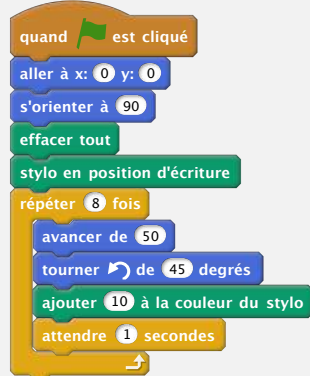 quand est cliqué
aller à x: 0 y: 0
s'orienter à 90
effacer tout
stylo en position d'écriture
répéter 8 fois
avancer de 50
tourner de 45 degrés
ajouter 10 à la couleur du stylo
attendre 1 secondes